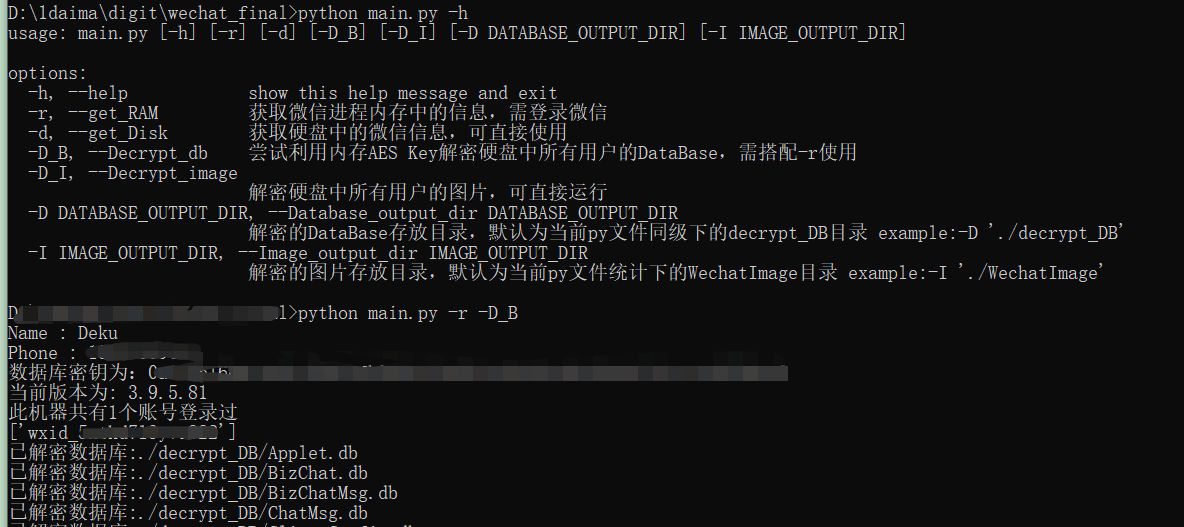 D:\ldaima\digit\wechat_final>python main.py -h
usage: main.py [-h] [-r] [-d] [-D_B] [-D_I] [-D DATABASE_OUTPUT_DIR] [-I IMAGE_OUTPUT_DIR]
options:
-h, --help show this help message and exit
-r, --get_RAM 获取微信进程内存中的信息，需登录微信
-d, --get_Disk 获取硬盘中的微信信息，可直接使用
-D_B, --Decrypt_db 尝试利用内存AES Key解密硬盘中所有用户的DataBase，需搭配-r使用
-D_I, --Decrypt_image
解密硬盘中所有用户的图片，可直接运行
-D DATABASE_OUTPUT_DIR, --Database_output_dir DATABASE_OUTPUT_DIR
解密的DataBase存放目录，默认为当前py文件同级下的decrypt_DB目录 example:-D './decrypt_DB'
-I IMAGE_OUTPUT_DIR, --Image_output_dir IMAGE_OUTPUT_DIR
解密的图片存放目录，默认为当前py文件统计下的WechatImage目录 example:-I './WechatImage'
>python main.py -r -D_B
Name : Deku
Phone :
数据库密钥为：
当前版本为: 3.9.5.81
此机器共有1个账号登录过
['wxid_ ']
已解密数据库:./decrypt_DB/Applet.db
已解密数据库:./decrypt_DB/BizChat.db
已解密数据库:./decrypt_DB/BizChatMsg.db
已解密数据库:./decrypt_DB/ChatMsg.db